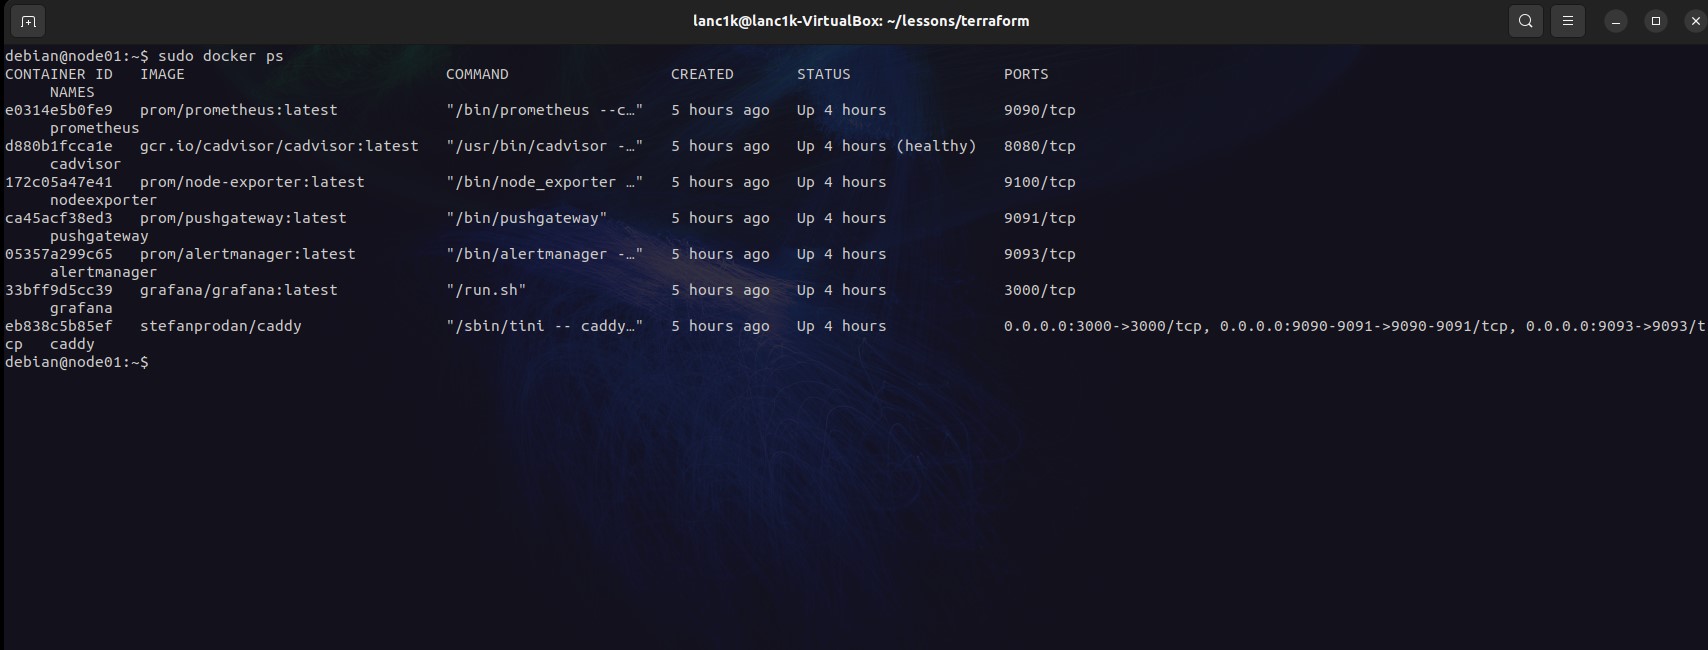 lanc1k@lanc1k-VirtualBox: ~/lessons/terraform
debian@node01:~$ sudo docker ps
CONTAINER ID   IMAGE                             COMMAND                  CREATED       STATUS                 PORTS
     NAMES
e0314e5b0fe9   prom/prometheus:latest            "/bin/prometheus --c…"   5 hours ago   Up 4 hours             9090/tcp
     prometheus
d880b1fcca1e   gcr.io/cadvisor/cadvisor:latest   "/usr/bin/cadvisor -…"   5 hours ago   Up 4 hours (healthy)   8080/tcp
     cadvisor
172c05a47e41   prom/node-exporter:latest         "/bin/node_exporter …"   5 hours ago   Up 4 hours             9100/tcp
     nodeexporter
ca45acf38ed3   prom/pushgateway:latest           "/bin/pushgateway"       5 hours ago   Up 4 hours             9091/tcp
     pushgateway
05357a299c65   prom/alertmanager:latest          "/bin/alertmanager -…"   5 hours ago   Up 4 hours             9093/tcp
     alertmanager
33bff9d5cc39   grafana/grafana:latest            "/run.sh"                5 hours ago   Up 4 hours             3000/tcp
     grafana
eb838c5b85ef   stefanprodan/caddy                "/sbin/tini -- caddy…"   5 hours ago   Up 4 hours             0.0.0.0:3000->3000/tcp, 0.0.0.0:9090-9091->9090-9091/tcp, 0.0.0.0:9093->9093/t
cp   caddy
debian@node01:~$